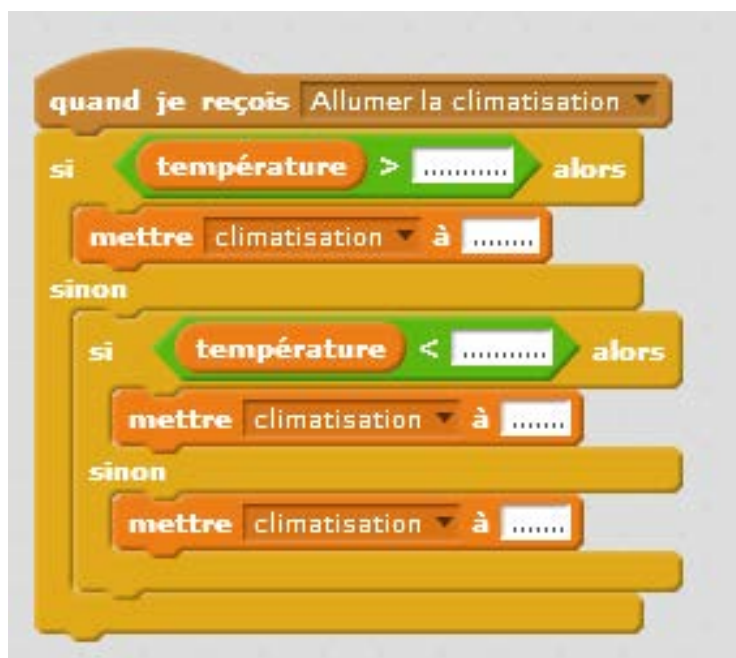 quand je reçois Allumer la climatisation
si température > ........... alors
mettre climatisation à ........
sinon
si température < ........... alors
mettre climatisation à .......
sinon
mettre climatisation à .......